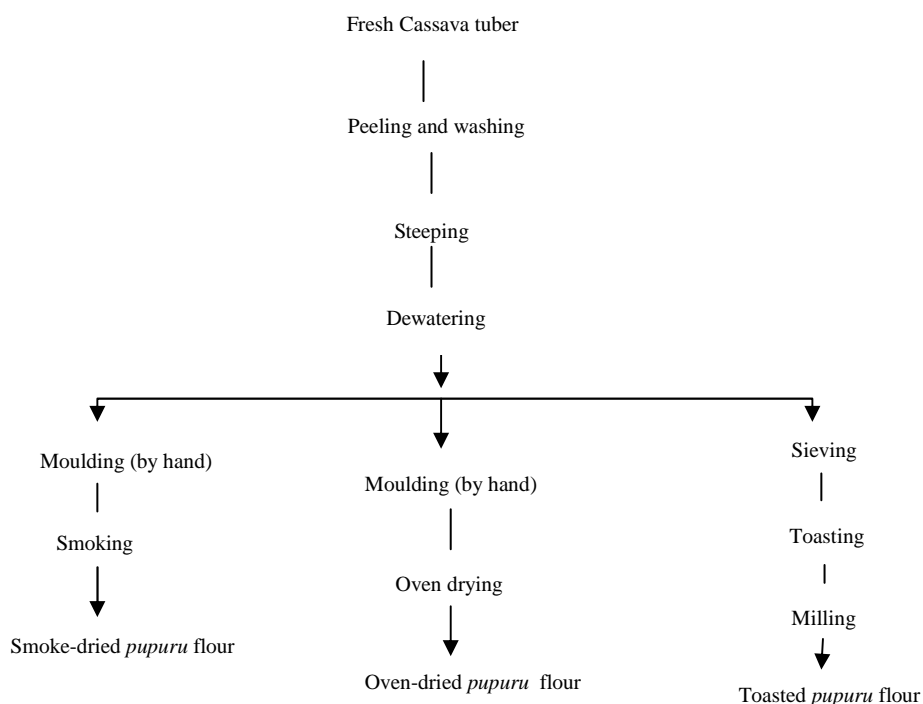 Fresh Cassava tuber
Peeling and washing
Steeping
Dewatering
Moulding (by hand)
Smoking
Smoke-dried pupuru flour
Moulding (by hand)
Oven drying
Oven-dried pupuru flour
Sieving
Toasting
Milling
Toasted pupuru flour